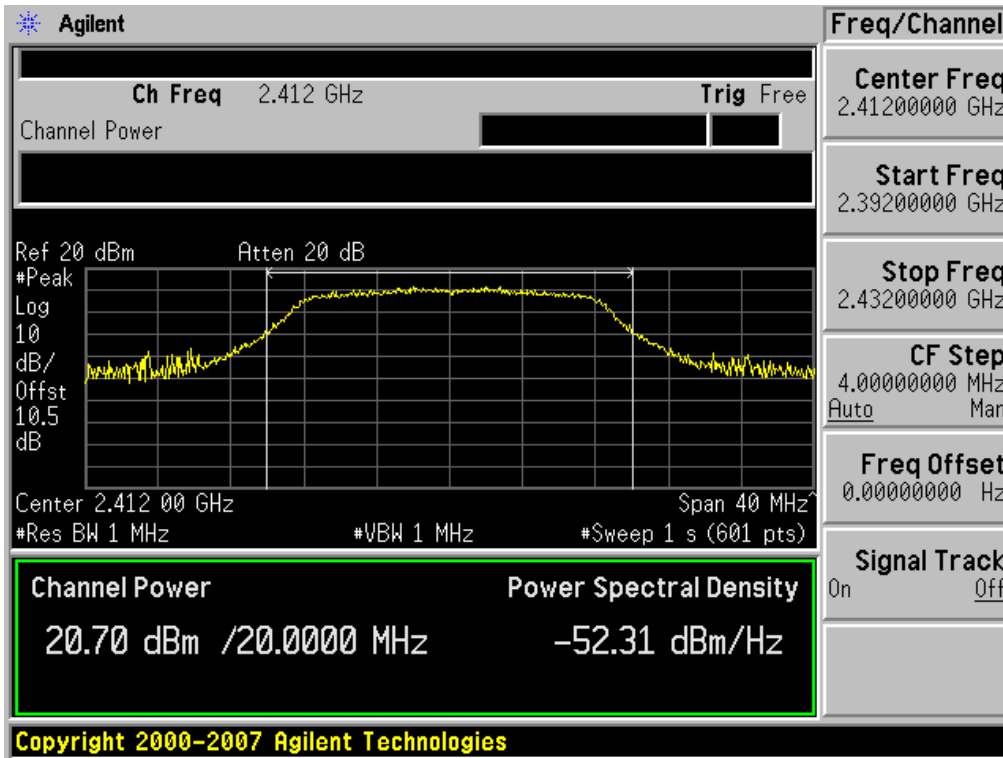 Agilent
Freq/Channel
Ch Freq 2.412 GHz
Trig Free
Channel Power
Ref 20 dBm Atten 20 dB
#Peak
Log
10
dB/
Offst
10.5
dB
Center 2.412 00 GHz Span 40 MHz^
#Res BW 1 MHz #VBW 1 MHz #Sweep 1 s (601 pts)
Channel Power Power Spectral Density
20.70 dBm /20.0000 MHz -52.31 dBm/Hz
Copyright 2000-2007 Agilent Technologies
Center Freq
2.41200000 GHz
Start Freq
2.39200000 GHz
Stop Freq
2.43200000 GHz
CF Step
4.00000000 MHz
Auto Man
Freq Offset
0.00000000 Hz
Signal Track
On Off